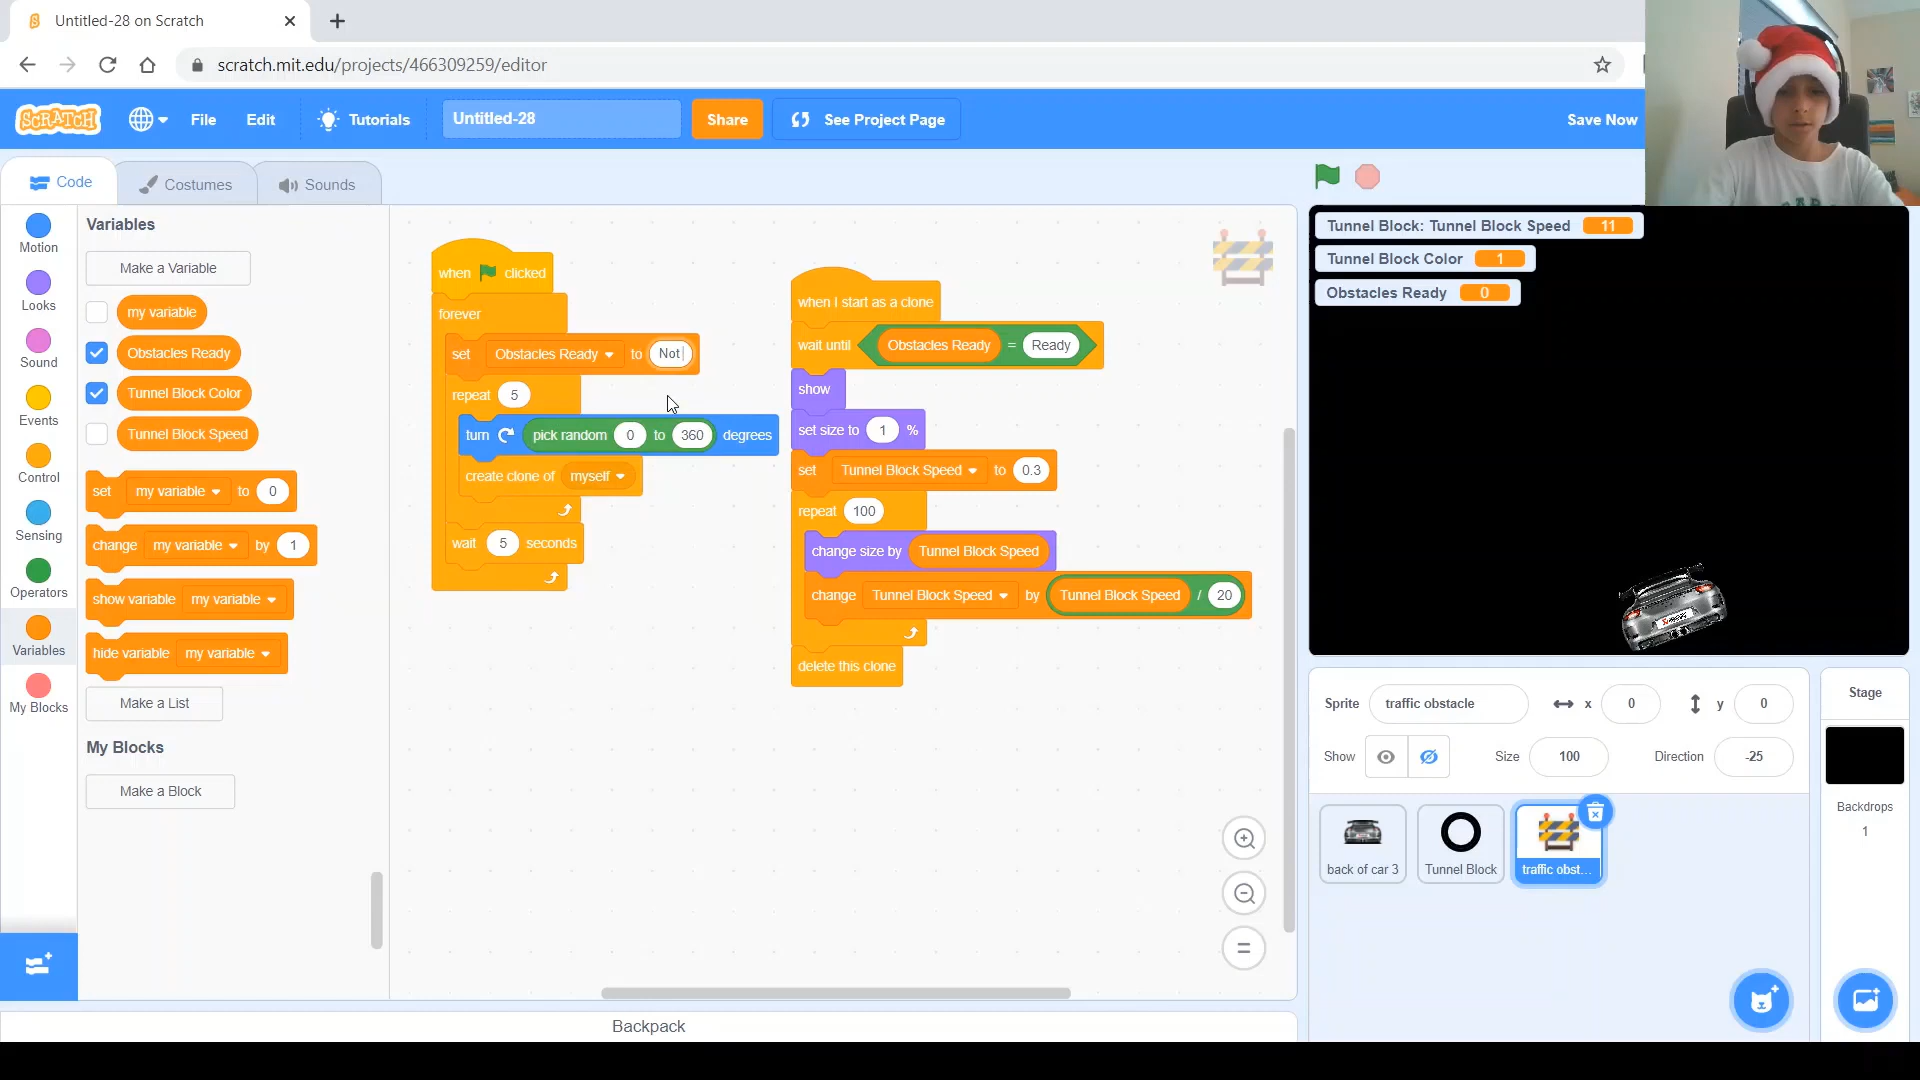 Untitled-28 on Scratch
scratch.mit.edu/projects/466309259/editor
SCRATCH
File
Edit
Tutorials
Untitled-28
Share
See Project Page
Save Now
Code
Costumes
Sounds
Motion
Looks
Sound
Events
Control
Sensing
Operators
Variables
My Blocks
Variables
Make a Variable
my variable
Obstacles Ready
Tunnel Block Color
Tunnel Block Speed
set my variable to 0
change my variable by 1
show variable my variable
hide variable my variable
Make a List
My Blocks
Make a Block
when clicked
forever
set Obstacles Ready to Not
repeat 5
turn pick random 0 to 360 degrees
create clone of myself
wait 5 seconds
when I start as a clone
wait until Obstacles Ready = Ready
show
set size to 1 %
set Tunnel Block Speed to 0.3
repeat 100
change size by Tunnel Block Speed
change Tunnel Block Speed by Tunnel Block Speed / 20
delete this clone
Backpack
Tunnel Block: Tunnel Block Speed 11
Tunnel Block Color 1
Obstacles Ready 0
Sprite traffic obstacle x 0 y 0
Show Size 100 Direction -25
back of car 3
Tunnel Block
traffic obst...
Stage
Backdrops
1